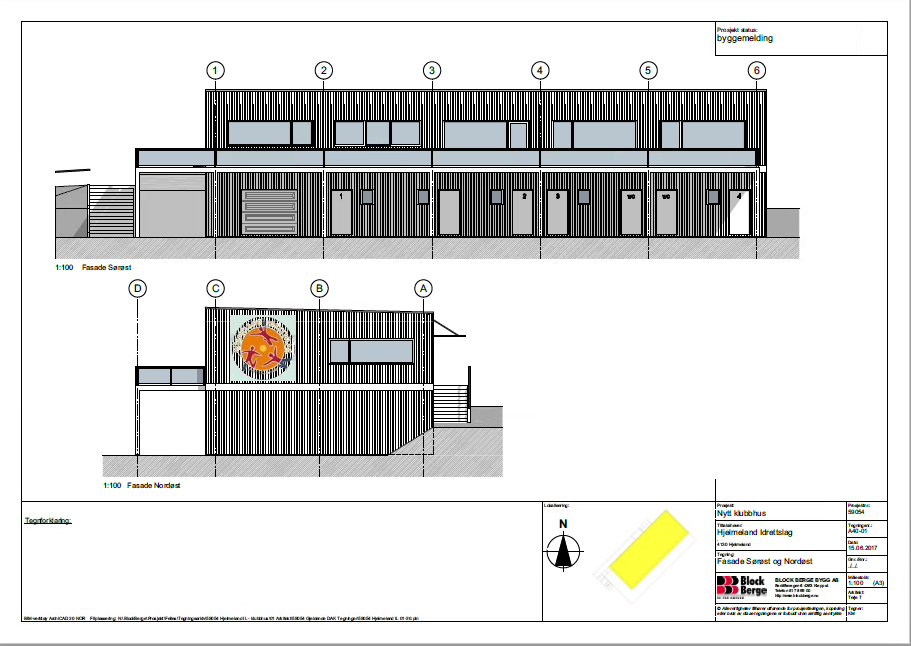 Prosjekt status:
byggemelding
1 2 3 4 5 6
1 2 3 wc wc 4
1:100 Fasade Sørøst
D C B A
1:100 Fasade Nordøst
Tegnforklaring:
Lokalisering:
N
Prosjekt:
Nytt klubbhus
Prosjektnr.:
59054
Tiltakshaver:
Hjelmeland Idrettslag
4130 Hjelmeland
Tegningsnr.:
A40-01
Dato:
15.06.2017
Tegning:
Fasade Sørøst og Nordøst
Målestokk:
1:100 (A3)
Block Berge
BLOCK BERGE BYGG AS
Arkitekt:
Terje T
Tegner:
KM